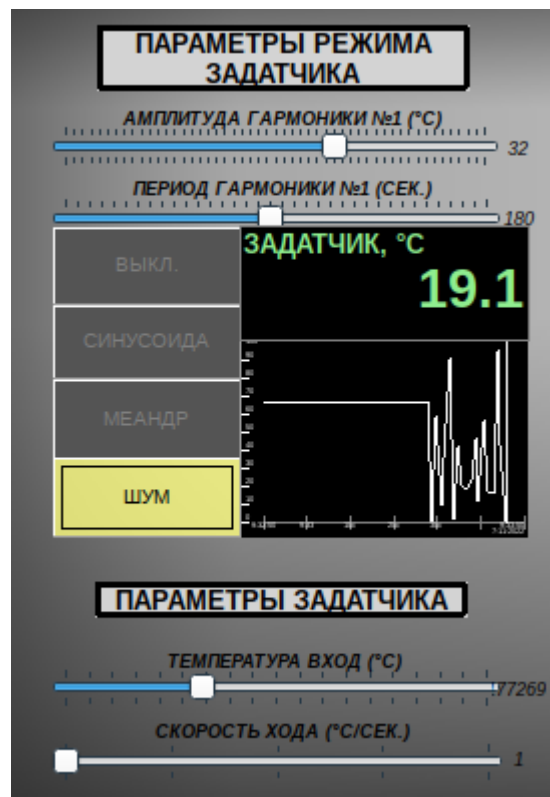 ПАРАМЕТРЫ РЕЖИМА
ЗАДАТЧИКА
АМПЛИТУДА ГАРМОНИКИ №1 (°С)
32
ПЕРИОД ГАРМОНИКИ №1 (СЕК.)
180
ВЫКЛ.
ЗАДАТЧИК, °С
19.1
СИНУСОИДА
МЕАНДР
ШУМ
ПАРАМЕТРЫ ЗАДАТЧИКА
ТЕМПЕРАТУРА ВХОД (°С)
.77269
СКОРОСТЬ ХОДА (°С/СЕК.)
1